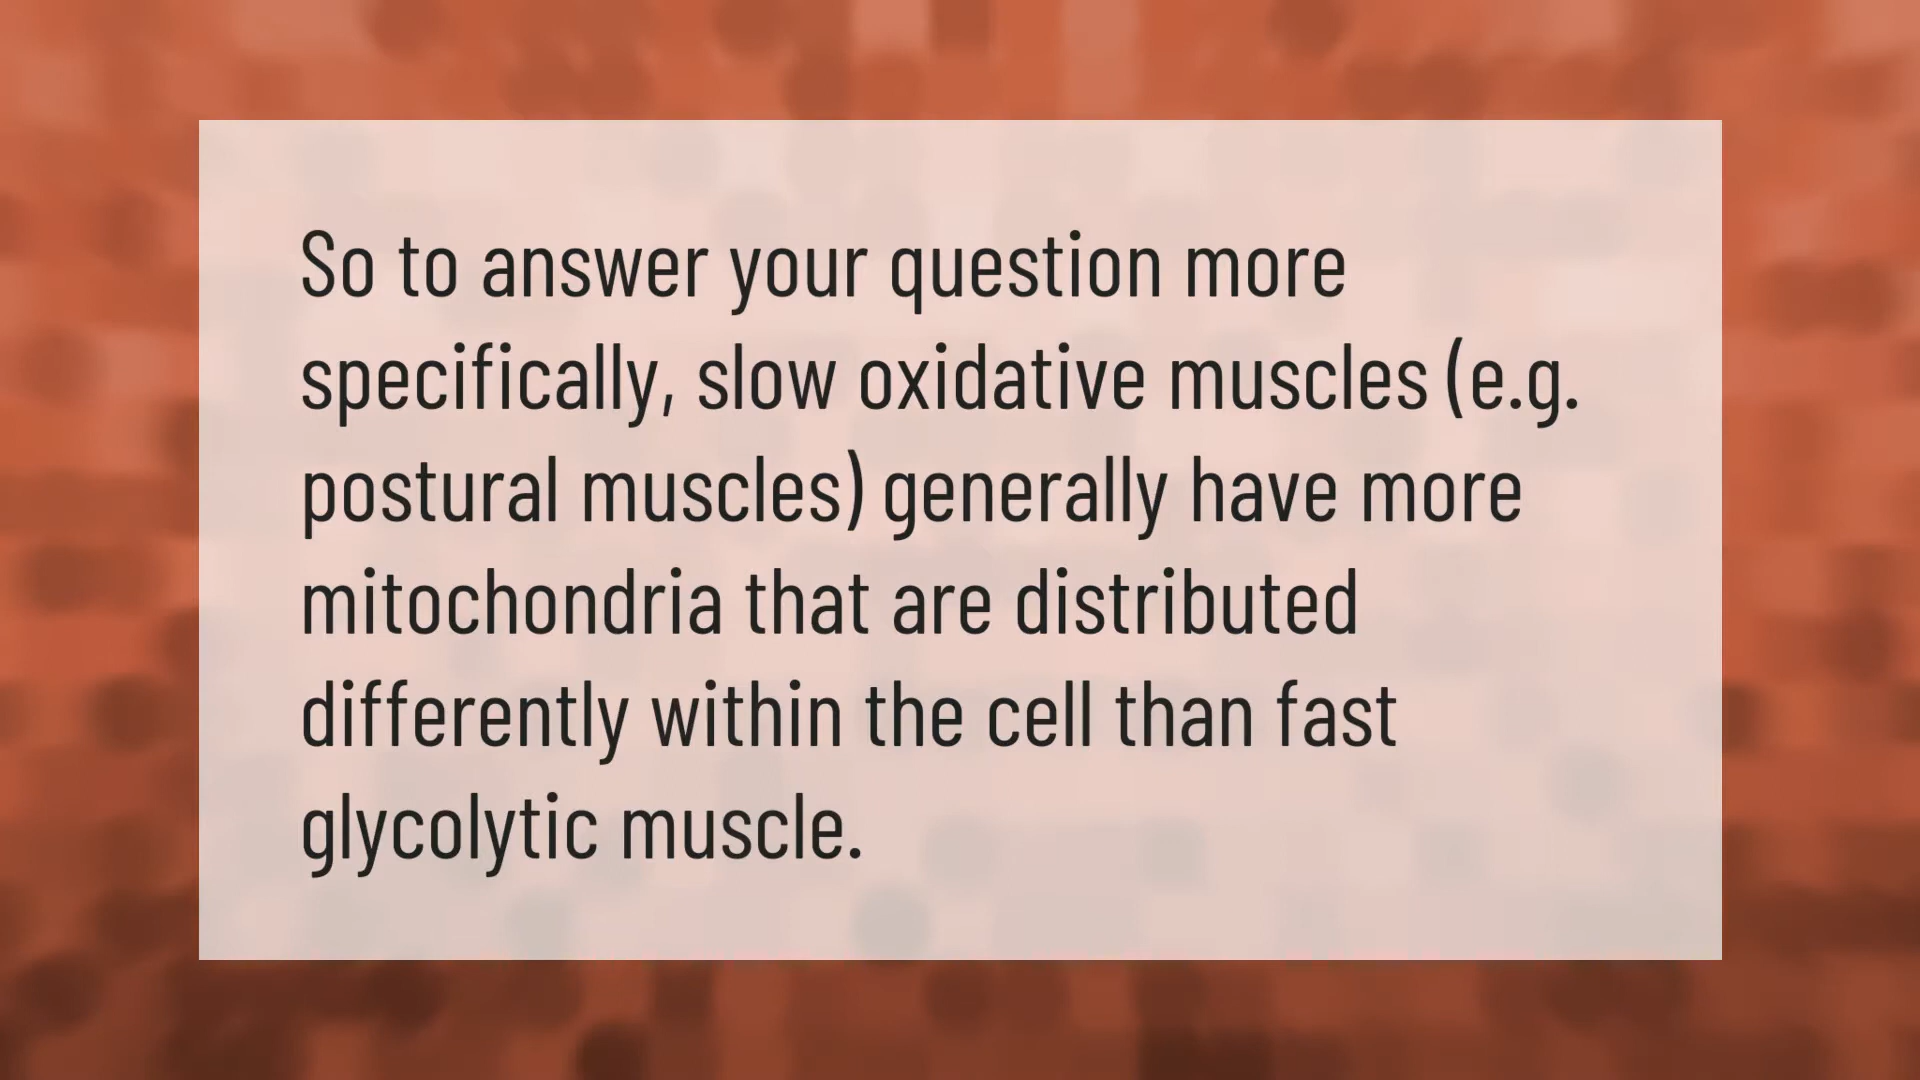 So to answer your question more
specifically, slow oxidative muscles (e.g.
postural muscles) generally have more
mitochondria that are distributed
differently within the cell than fast
glycolytic muscle.